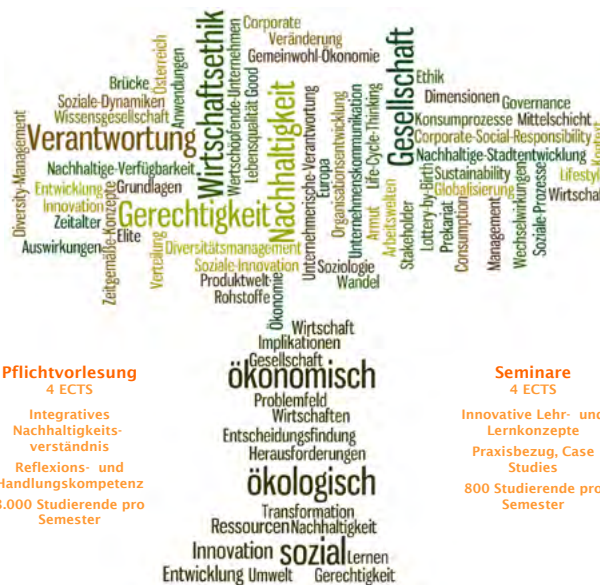 Corporate
Veränderung
Gemeinwohl-Ökonomie
Wirtschaftsethik
Wertschöpfende-Unternehmen
Lebensqualität Good
Nachhaltigkeit
Österreich
Anwendungen
Brücke
Soziale-Dynamiken
Wissensgesellschaft
Verantwortung
Diversity-Management
Nachhaltige-Verfügbarkeit
Entwicklung Grundlagen
Innovation
Zeitalter
Auswirkungen
Zeitgemäße-Konzepte
Elite
Gerechtigkeit
Verteilung
Diversitätsmanagement
Soziale-Innovation
Produktwelt
Rohstoffe
Ökonomie
Unternehmerische-Verantwortung
Europa
Organisationsentwicklung
Unternehmenskommunikation
Life-Cycle-Thinking
Armut
Arbeitswelten
Soziologie
Wandel
Gesellschaft
Stakeholder
Ethik
Dimensionen
Governance
Konsumprozesse Mittelschicht
Corporate-Social-Responsibility
Kontext
Nachhaltige-Stadtentwicklung
Sustainability
Globalisierung
Lottery-by-Birth
Prekariat
Consumption
Management
Wechselwirkungen
Soziale-Prozesse
Lifestyl
Wirtscha
Wirtschaft
Implikationen
Gesellschaft
ökonomisch
Problemfeld
Wirtschaften
Entscheidungsfindung
Herausforderungen
ökologisch
Transformation
Ressourcen Nachhaltigkeit
Innovation sozial Lernen
Entwicklung Umwelt Gerechtigkeit
Pflichtvorlesung
4 ECTS
Integratives
Nachhaltigkeits-
verständnis
Reflexions- und
Handlungskompetenz
.000 Studierende pro
Semester
Seminare
4 ECTS
Innovative Lehr- und
Lernkonzepte
Praxisbezug, Case
Studies
800 Studierende pro
Semester